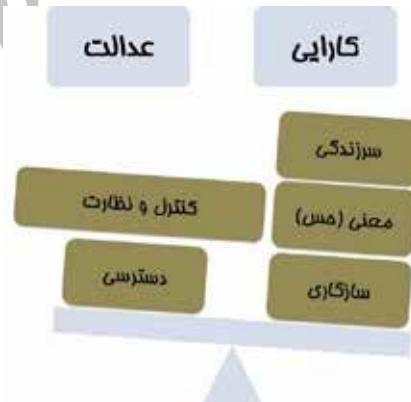 کارایی
عدالت
سرزندگی
معنی (حس)
سازگاری
کنترل و نظارت
دسترسی